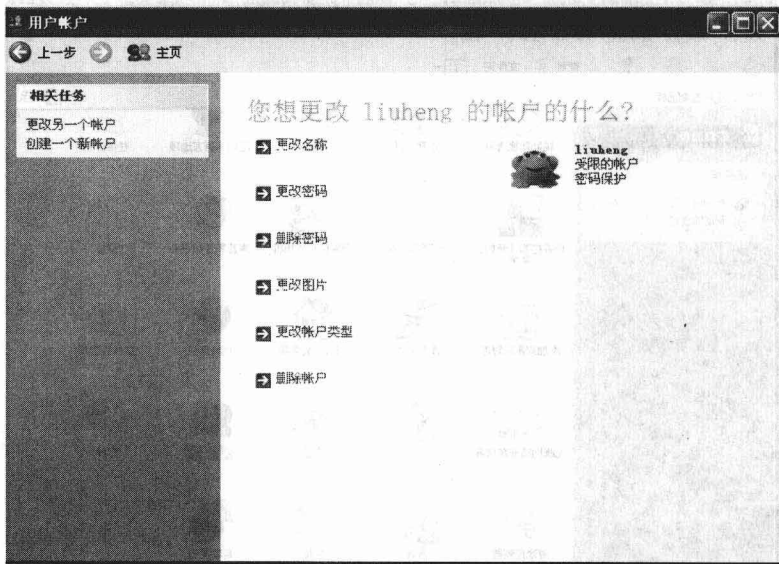 用户帐户
上一步 主页
相关任务
更改另一个帐户
创建一个新帐户
您想更改 liuheng 的帐户的什么?
更改名称
更改密码
删除密码
更改图片
更改帐户类型
删除帐户
liuheng
受限的帐户
密码保护